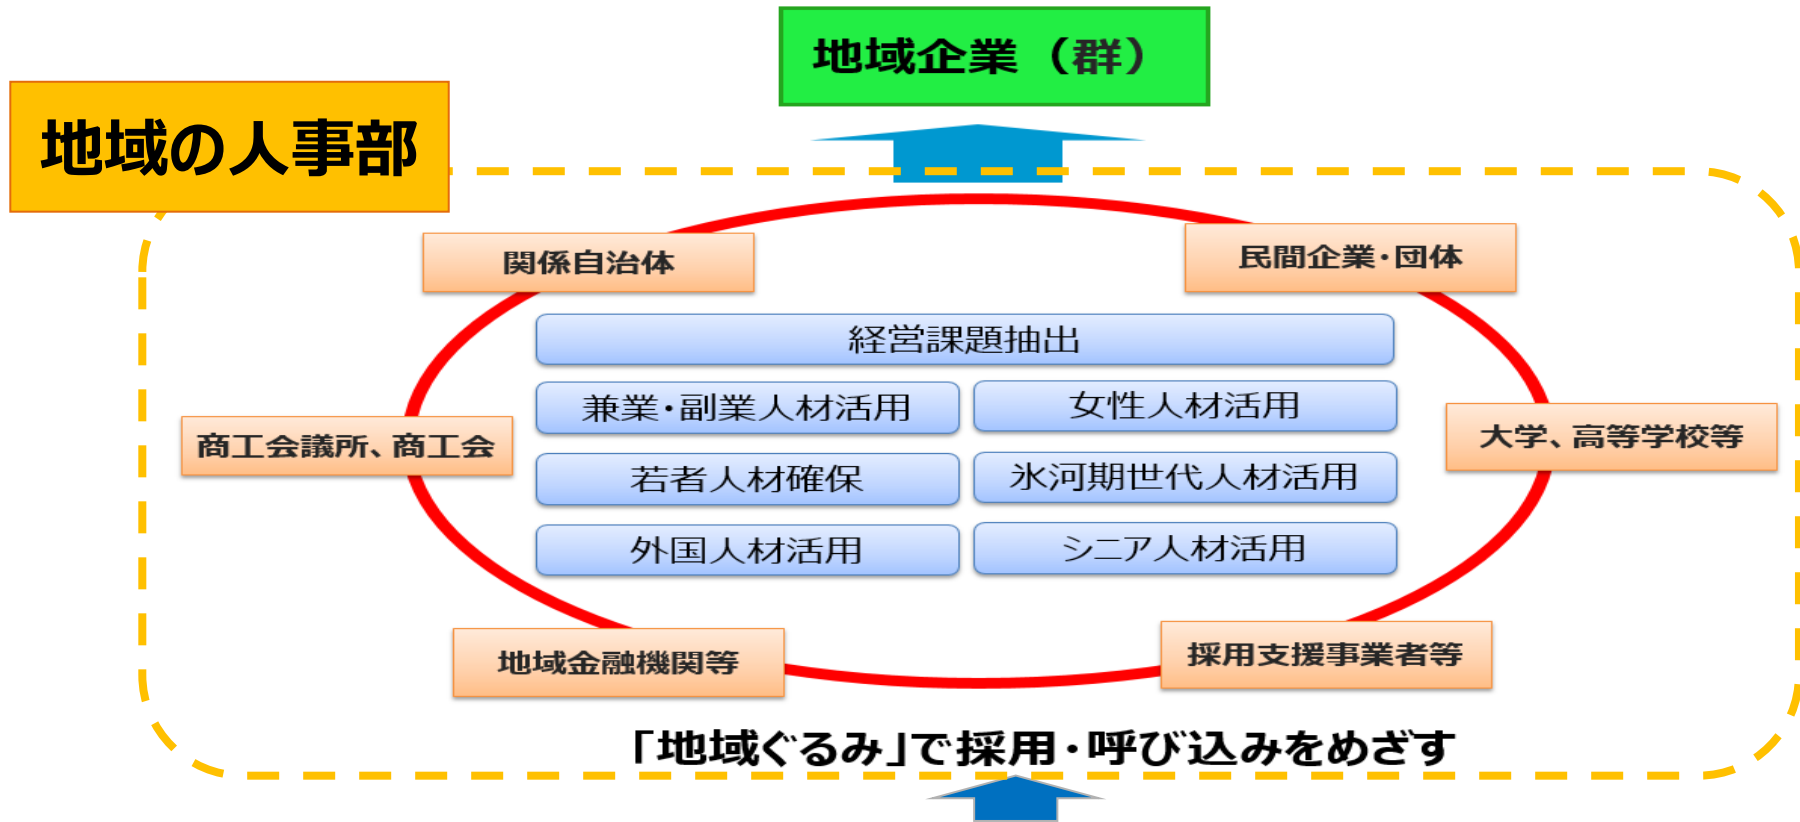 地域企業（群）
地域の人事部
関係自治体
民間企業・団体
経営課題抽出
兼業・副業人材活用
女性人材活用
商工会議所、商工会
大学、高等学校等
若者人材確保
氷河期世代人材活用
外国人材活用
シニア人材活用
地域金融機関等
採用支援事業者等
「地域ぐるみ」で採用・呼び込みをめざす